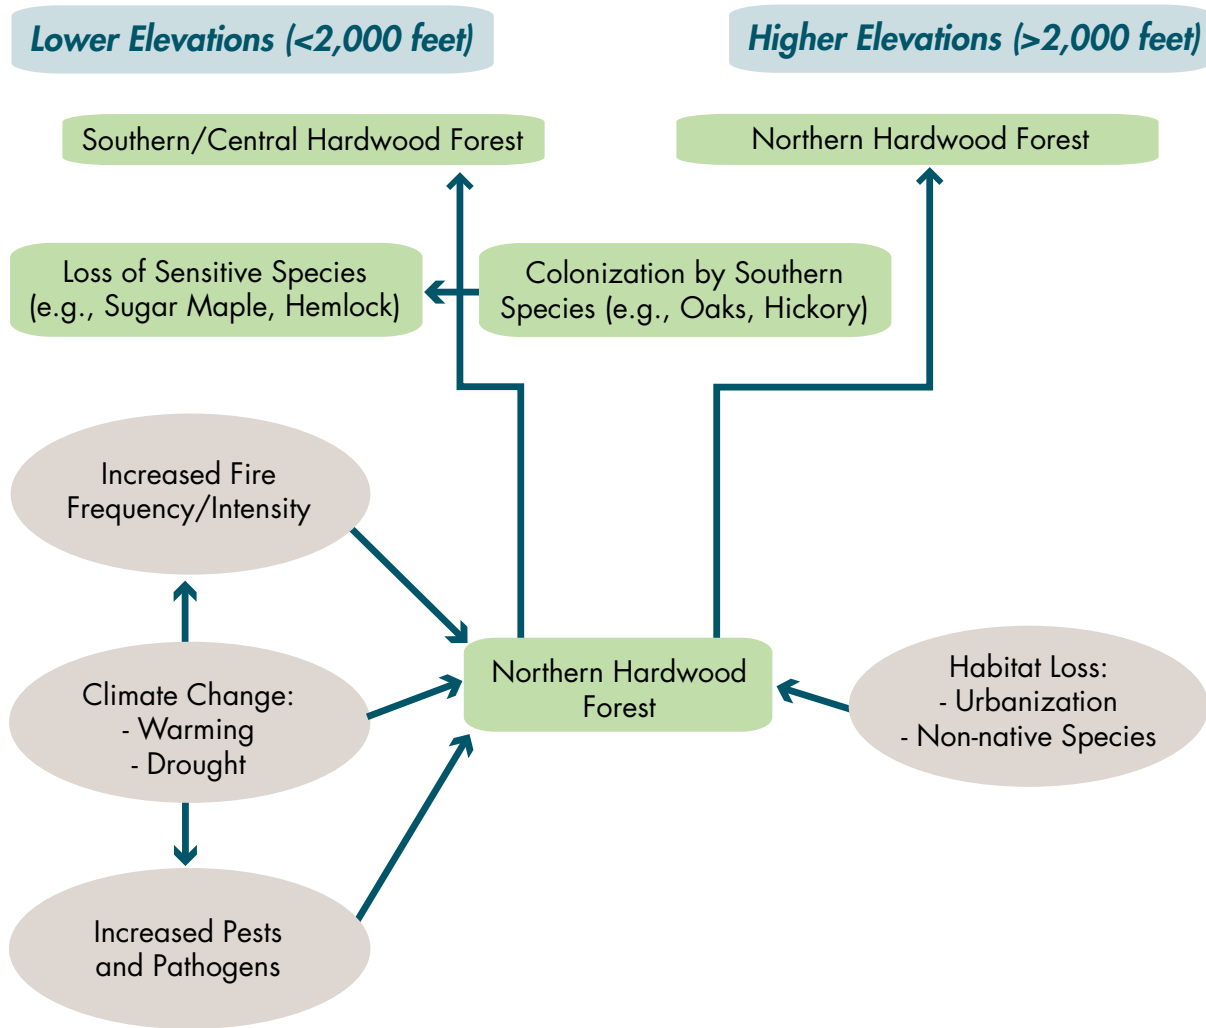 Lower Elevations (<2,000 feet)
Higher Elevations (>2,000 feet)
Southern/Central Hardwood Forest
Northern Hardwood Forest
Loss of Sensitive Species
(e.g., Sugar Maple, Hemlock)
Colonization by Southern
Species (e.g., Oaks, Hickory)
Increased Fire
Frequency/Intensity
Climate Change:
- Warming
- Drought
Northern Hardwood
Forest
Habitat Loss:
- Urbanization
- Non-native Species
Increased Pests
and Pathogens